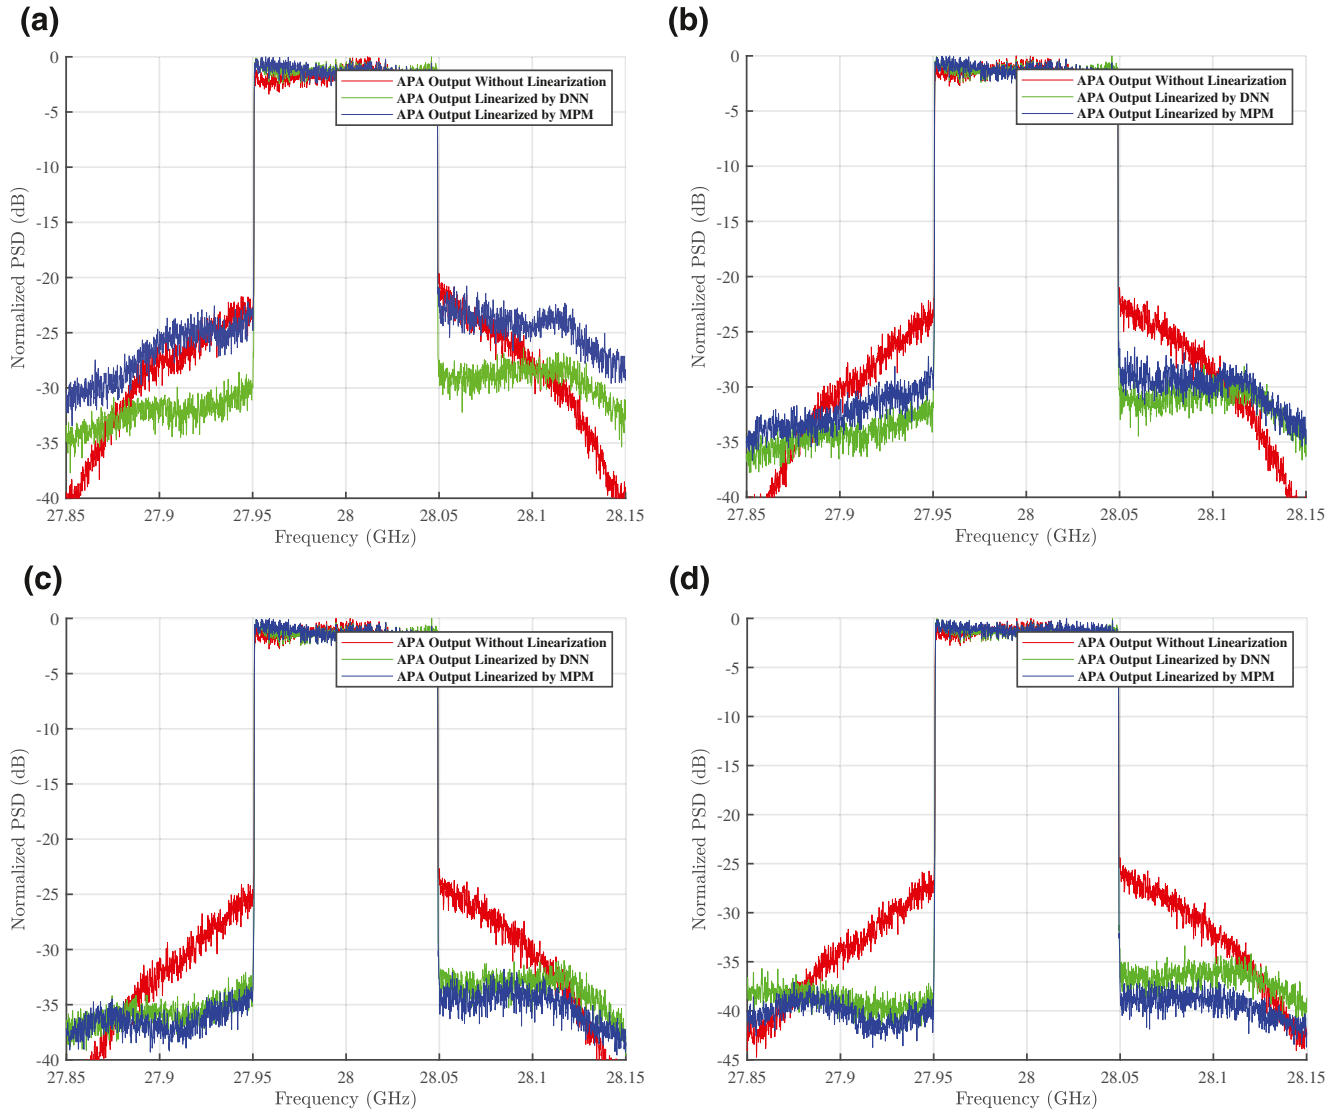 (a)
0
-5
-10
-15
-20
-25
-30
-35
-40
27.85
27.9
27.95
28
28.05
28.1
28.15
Normalized PSD (dB)
Frequency (GHz)
APA Output Without Linearization
APA Output Linearized by DNN
APA Output Linearized by MPM
(b)
0
-5
-10
-15
-20
-25
-30
-35
-40
27.85
27.9
27.95
28
28.05
28.1
28.15
Normalized PSD (dB)
Frequency (GHz)
APA Output Without Linearization
APA Output Linearized by DNN
APA Output Linearized by MPM
(c)
0
-5
-10
-15
-20
-25
-30
-35
-40
27.85
27.9
27.95
28
28.05
28.1
28.15
Normalized PSD (dB)
Frequency (GHz)
APA Output Without Linearization
APA Output Linearized by DNN
APA Output Linearized by MPM
(d)
0
-5
-10
-15
-20
-25
-30
-35
-40
-45
27.85
27.9
27.95
28
28.05
28.1
28.15
Normalized PSD (dB)
Frequency (GHz)
APA Output Without Linearization
APA Output Linearized by DNN
APA Output Linearized by MPM